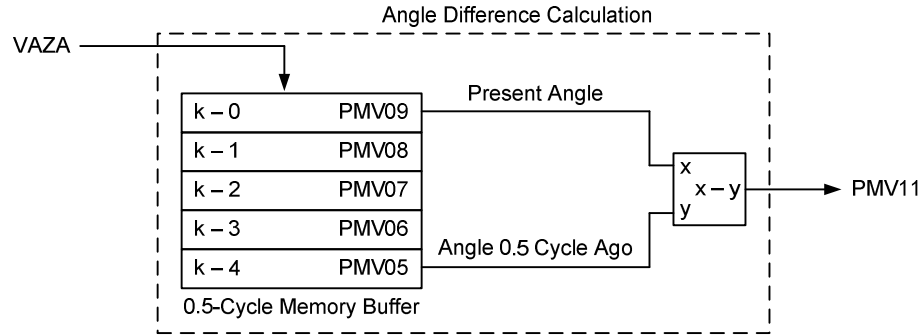 Angle Difference Calculation
VAZA
k – 0 PMV09
k – 1 PMV08
k – 2 PMV07
k – 3 PMV06
k – 4 PMV05
0.5-Cycle Memory Buffer
Present Angle
Angle 0.5 Cycle Ago
x
x – y
y
PMV11